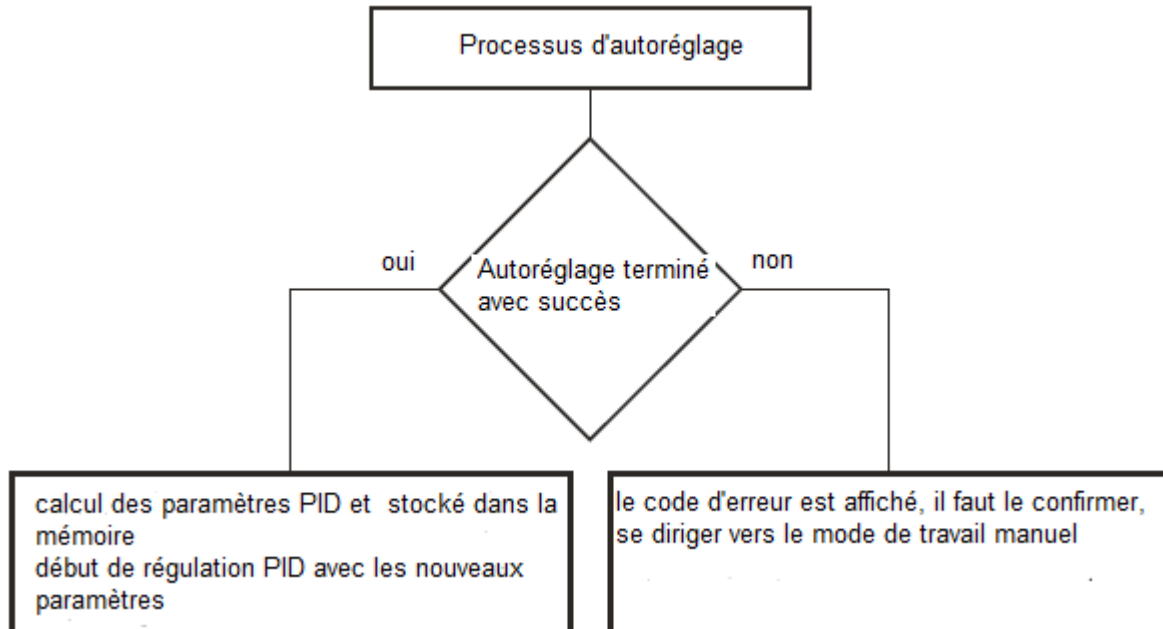 Processus d'autoréglage
oui
non
Autoréglage terminé
avec succès
calcul des paramètres PID et stocké dans la
mémoire
début de régulation PID avec les nouveaux
paramètres
le code d'erreur est affiché, il faut le confirmer,
se diriger vers le mode de travail manuel